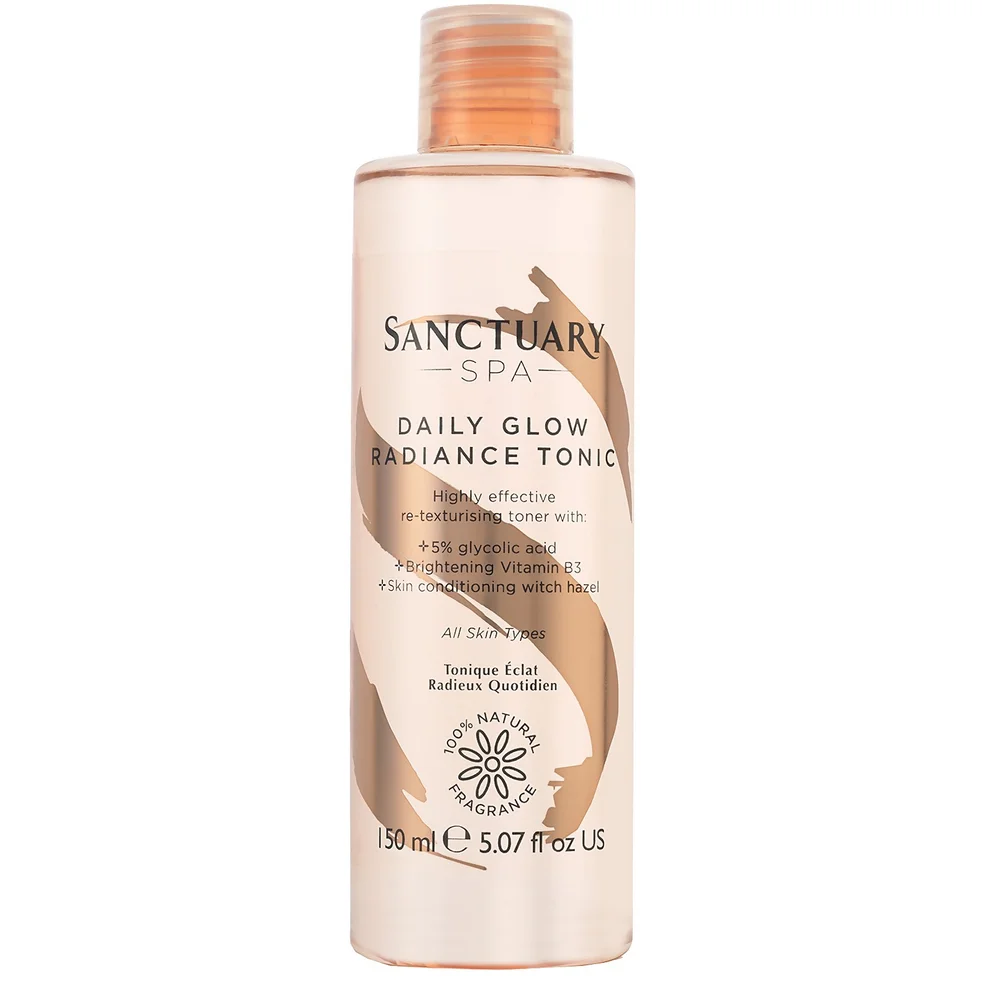 SANCTUARY
SPA
DAILY GLOW
RADIANCE TONIC
Highly effective
re-texturising toner with:
+5% glycolic acid
+Brightening Vitamin B3
+Skin conditioning witch hazel
All Skin Types
Tonique Éclat
Radieux Quotidien
100% NATURAL
FRAGRANCE
150 ml e 5.07 fl oz US